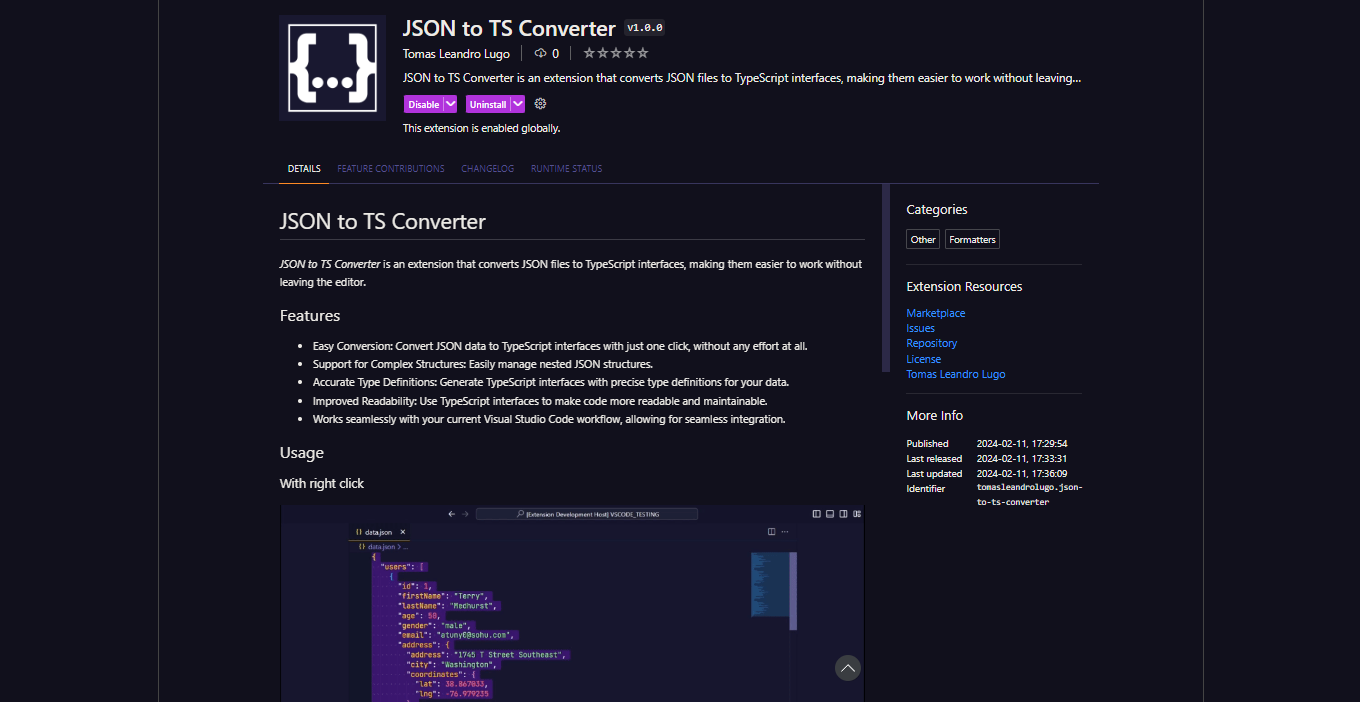 {...}
JSON to TS Converter v1.0.0
Tomas Leandro Lugo 0
JSON to TS Converter is an extension that converts JSON files to TypeScript interfaces, making them easier to work without leaving...
Disable Uninstall
This extension is enabled globally.
DETAILS FEATURE CONTRIBUTIONS CHANGELOG RUNTIME STATUS
JSON to TS Converter
JSON to TS Converter is an extension that converts JSON files to TypeScript interfaces, making them easier to work without
leaving the editor.
Features
• Easy Conversion: Convert JSON data to TypeScript interfaces with just one click, without any effort at all.
• Support for Complex Structures: Easily manage nested JSON structures.
• Accurate Type Definitions: Generate TypeScript interfaces with precise type definitions for your data.
• Improved Readability: Use TypeScript interfaces to make code more readable and maintainable.
• Works seamlessly with your current Visual Studio Code workflow, allowing for seamless integration.
Usage
With right click
[Extension Development Host] VSCODE_TESTING
{} data.json ×
{} data.json > ...
{
"users": [
{
"id": 1,
"firstName": "Terry",
"lastName": "Medhurst",
"age": 50,
"gender": "male",
"email": "atuny0@sohu.com",
"address": {
"address": "1745 T Street Southeast",
"city": "Washington",
"coordinates": {
"lat": 38.867033,
"lng": -76.979235
Categories
Other Formatters
Extension Resources
Marketplace
Issues
Repository
License
Tomas Leandro Lugo
More Info
Published 2024-02-11, 17:29:54
Last released 2024-02-11, 17:33:31
Last updated 2024-02-11, 17:36:09
Identifier tomasleandrolugo.json-
to-ts-converter